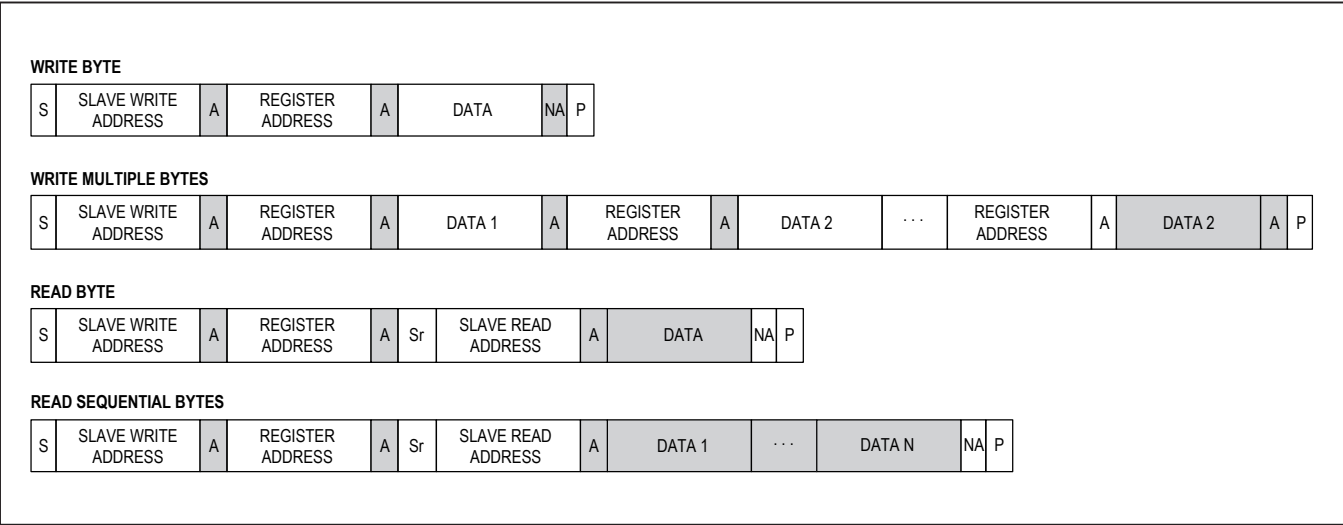 WRITE BYTE
S SLAVE WRITE ADDRESS A REGISTER ADDRESS A DATA NA P
WRITE MULTIPLE BYTES
S SLAVE WRITE ADDRESS A REGISTER ADDRESS A DATA 1 A REGISTER ADDRESS A DATA 2 ... REGISTER ADDRESS A DATA 2 A P
READ BYTE
S SLAVE WRITE ADDRESS A REGISTER ADDRESS A Sr SLAVE READ ADDRESS A DATA NA P
READ SEQUENTIAL BYTES
S SLAVE WRITE ADDRESS A REGISTER ADDRESS A Sr SLAVE READ ADDRESS A DATA 1 ... DATA N NA P